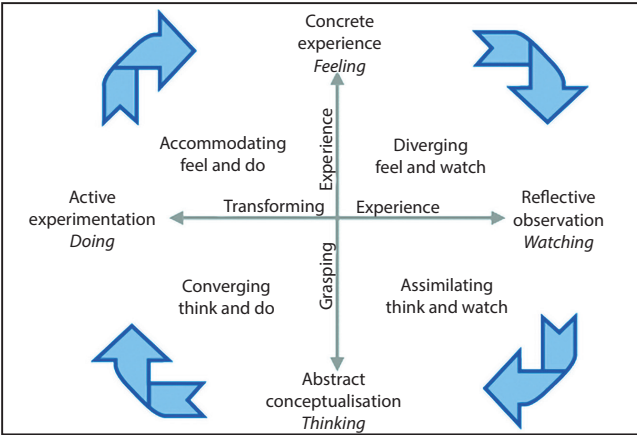 Concrete
experience
Feeling
Accommodating
feel and do
Experience
Diverging
feel and watch
Active
experimentation
Doing
Transforming
Experience
Reflective
observation
Watching
Converging
think and do
Grasping
Assimilating
think and watch
Abstract
conceptualisation
Thinking